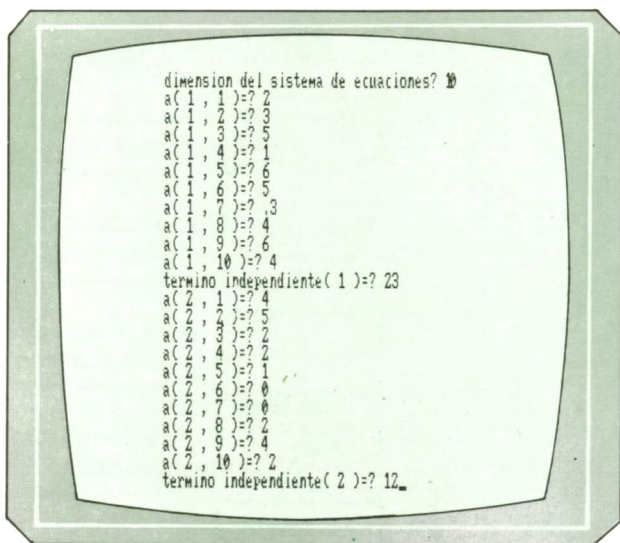 dimension del sistema de ecuaciones? 10
a( 1 , 1 )=? 2
a( 1 , 2 )=? 3
a( 1 , 3 )=? 5
a( 1 , 4 )=? 1
a( 1 , 5 )=? 6
a( 1 , 6 )=? 5
a( 1 , 7 )=? .3
a( 1 , 8 )=? 4
a( 1 , 9 )=? 6
a( 1 , 10 )=? 4
termino independiente( 1 )=? 23
a( 2 , 1 )=? 4
a( 2 , 2 )=? 5
a( 2 , 3 )=? 2
a( 2 , 4 )=? 2
a( 2 , 5 )=? 1
a( 2 , 6 )=? 0
a( 2 , 7 )=? 0
a( 2 , 8 )=? 2
a( 2 , 9 )=? 4
a( 2 , 10 )=? 2
termino independiente( 2 )=? 12_